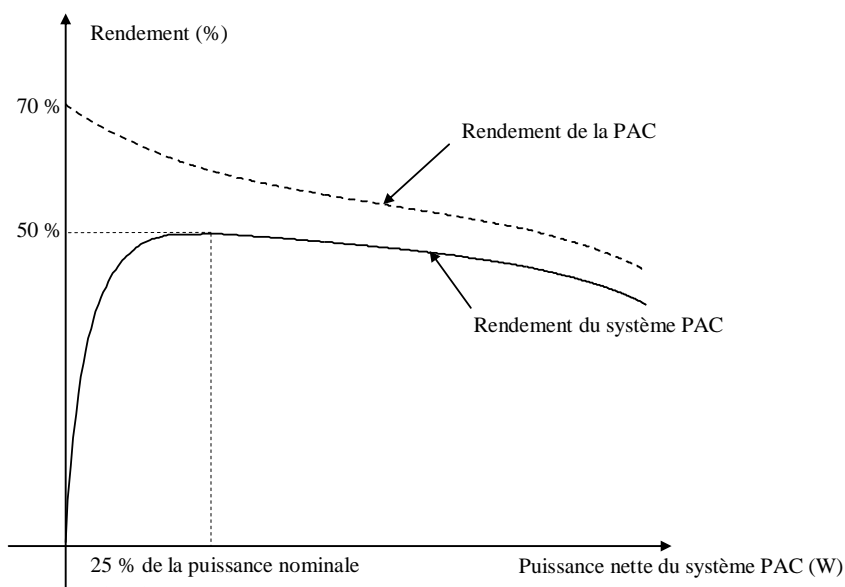 Rendement (%)
70 %
Rendement de la PAC
50 %
Rendement du système PAC
25 % de la puissance nominale
Puissance nette du système PAC (W)